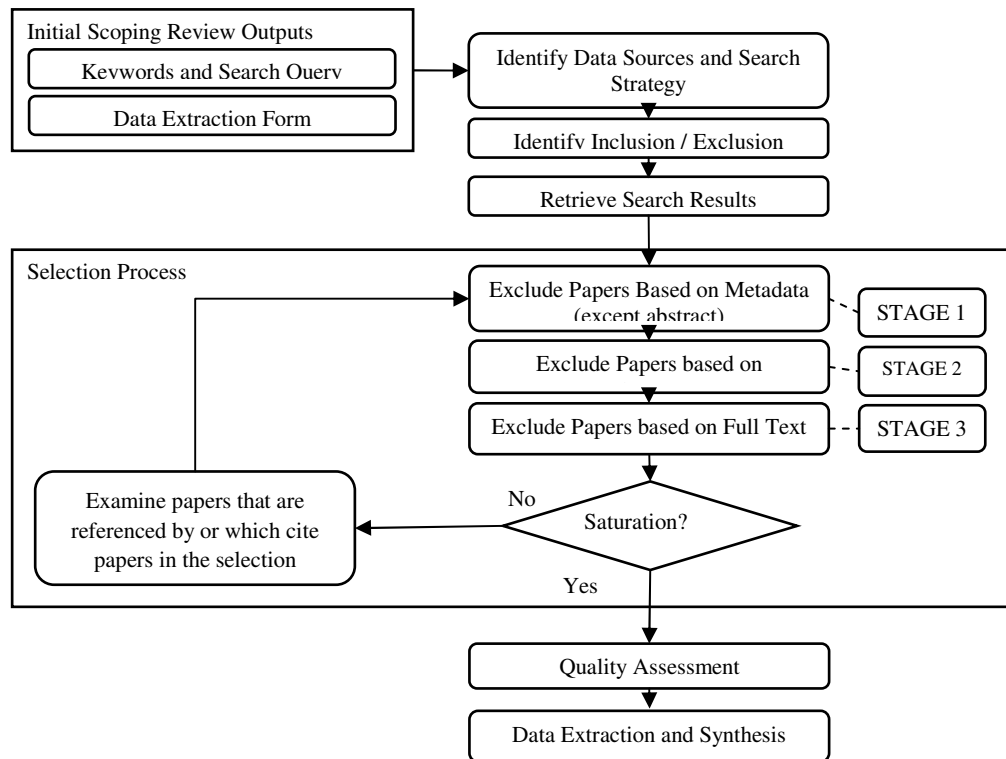 Initial Scoping Review Outputs
Keywords and Search Query
Data Extraction Form
Identify Data Sources and Search
Strategy
Identify Inclusion / Exclusion
Retrieve Search Results
Selection Process
Exclude Papers Based on Metadata
(except abstract)
STAGE 1
Exclude Papers based on
STAGE 2
Exclude Papers based on Full Text
STAGE 3
Examine papers that are
referenced by or which cite
papers in the selection
No
Saturation?
Yes
Quality Assessment
Data Extraction and Synthesis